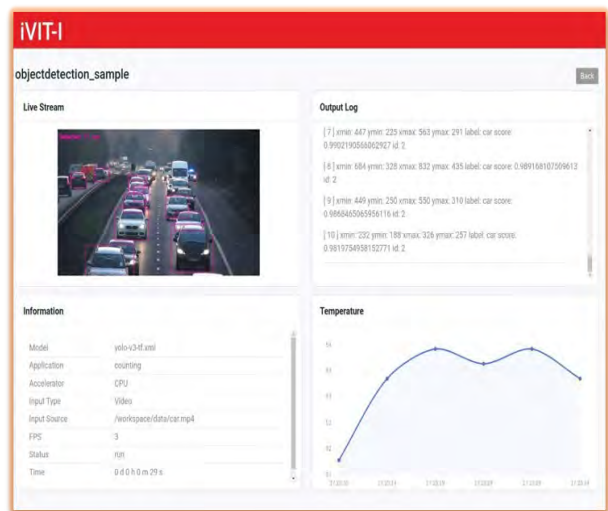 iVIT-I
objectdetection_sample
Back
Live Stream
Output Log
[ 7 ] xmin: 447 ymin: 225 xmax: 563 ymax: 291 label: car score:
0.9902190566062927 id: 2
[ 8 ] xmin: 684 ymin: 328 xmax: 832 ymax: 435 label: car score: 0.989168107509613
id: 2
[ 9 ] xmin: 449 ymin: 250 xmax: 550 ymax: 310 label: car score:
0.9868465065956116 id: 2
[ 10 ] xmin: 232 ymin: 188 xmax: 326 ymax: 257 label: car score:
0.9819754958152771 id: 2
Information
Model yolo-v3-tf.xml
Application counting
Accelerator CPU
Input Type Video
Input Source /workspace/data/car.mp4
FPS 3
Status run
Time 0 d 0 h 0 m 29 s
Temperature